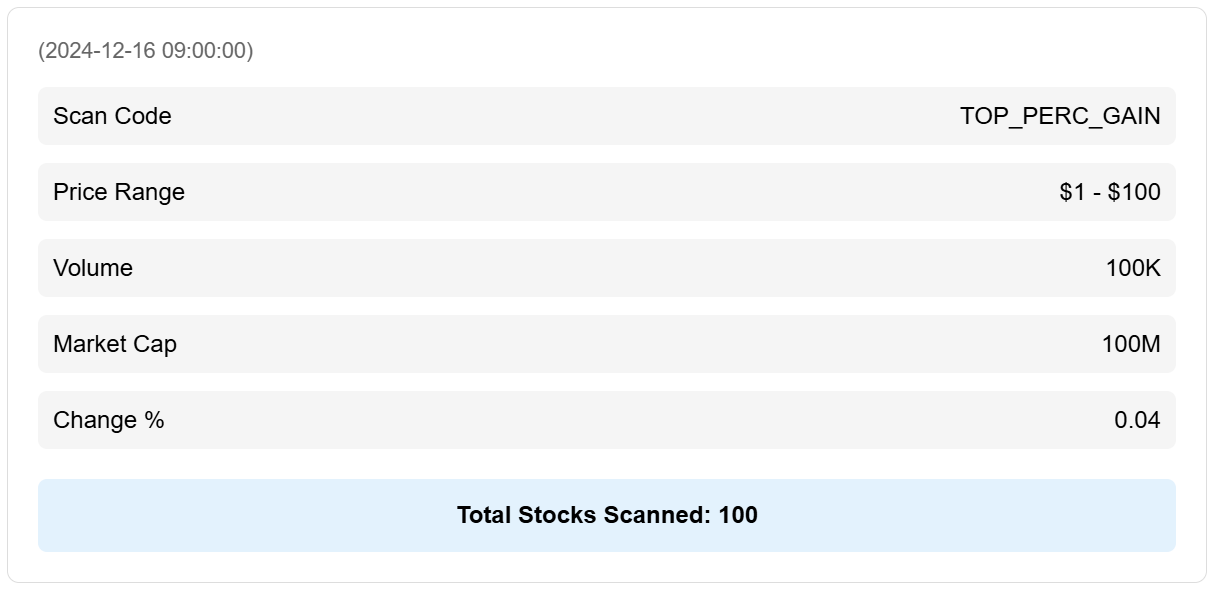 (2024-12-16 09:00:00)
Scan Code TOP_PERC_GAIN
Price Range $1 - $100
Volume 100K
Market Cap 100M
Change % 0.04
Total Stocks Scanned: 100